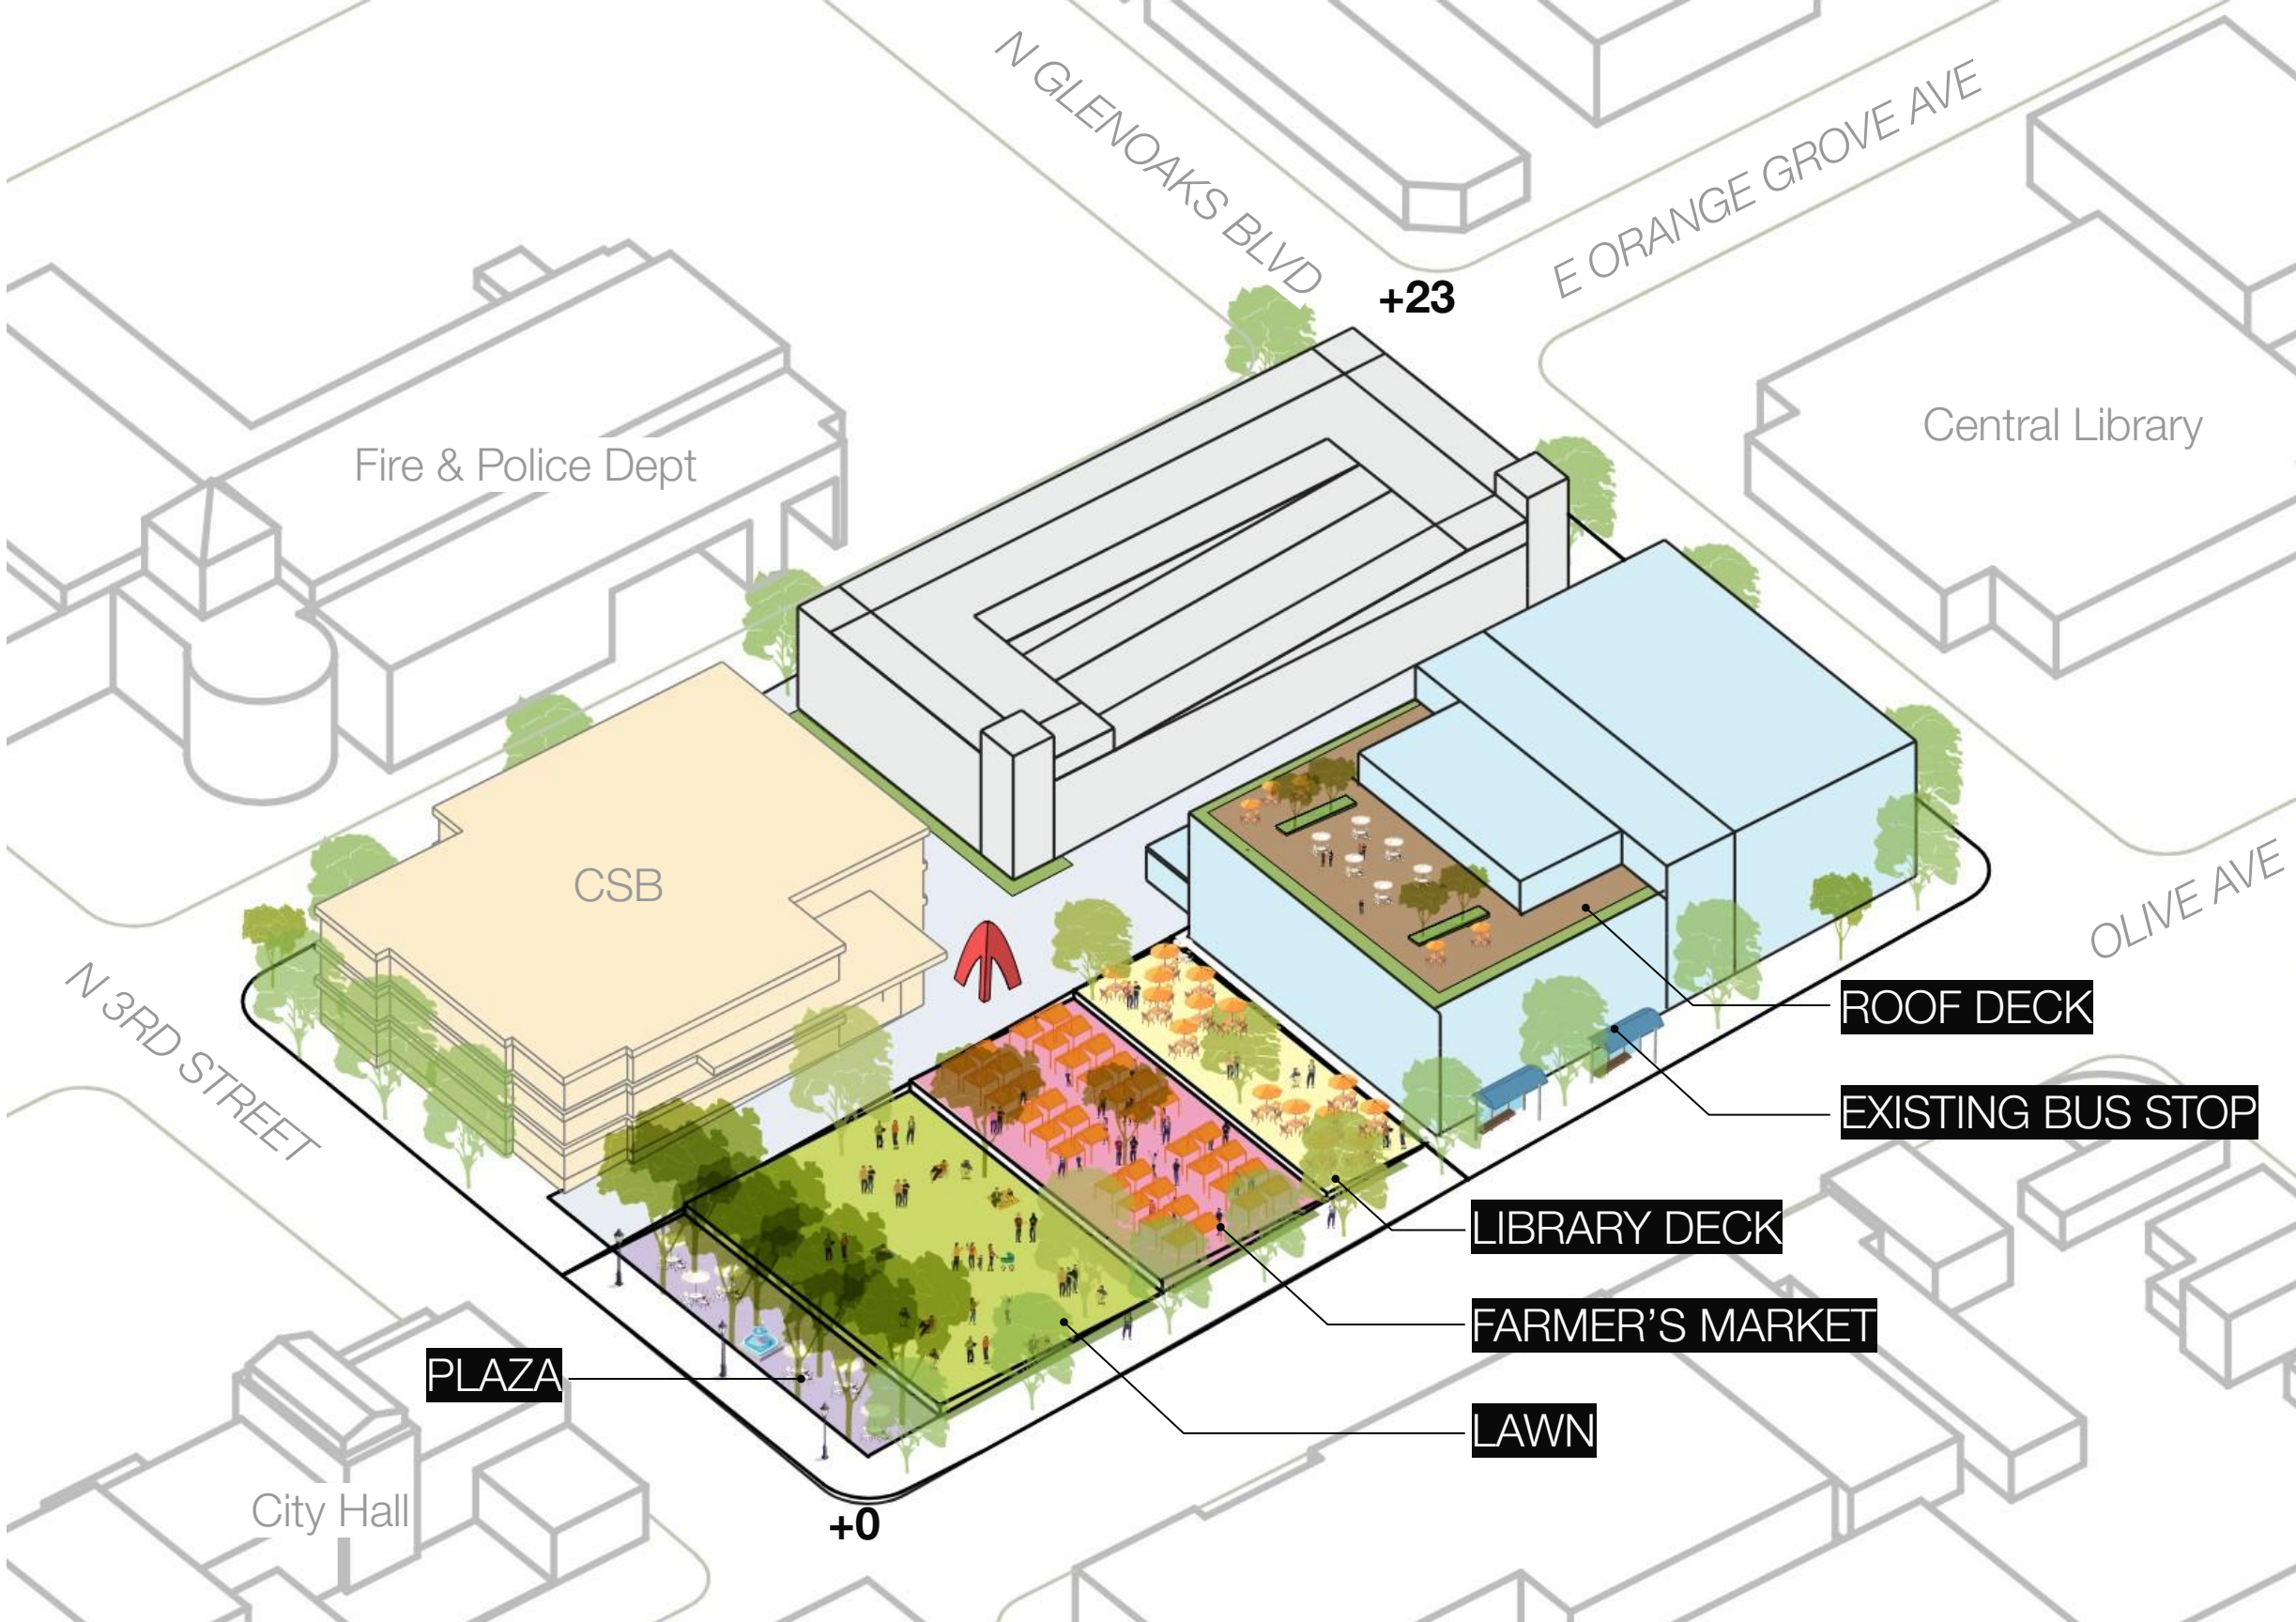 N GLENOAKS BLVD
E ORANGE GROVE AVE
+23
Central Library
Fire & Police Dept
CSB
OLIVE AVE
N 3RD STREET
ROOF DECK
EXISTING BUS STOP
LIBRARY DECK
FARMER'S MARKET
PLAZA
LAWN
City Hall
+0